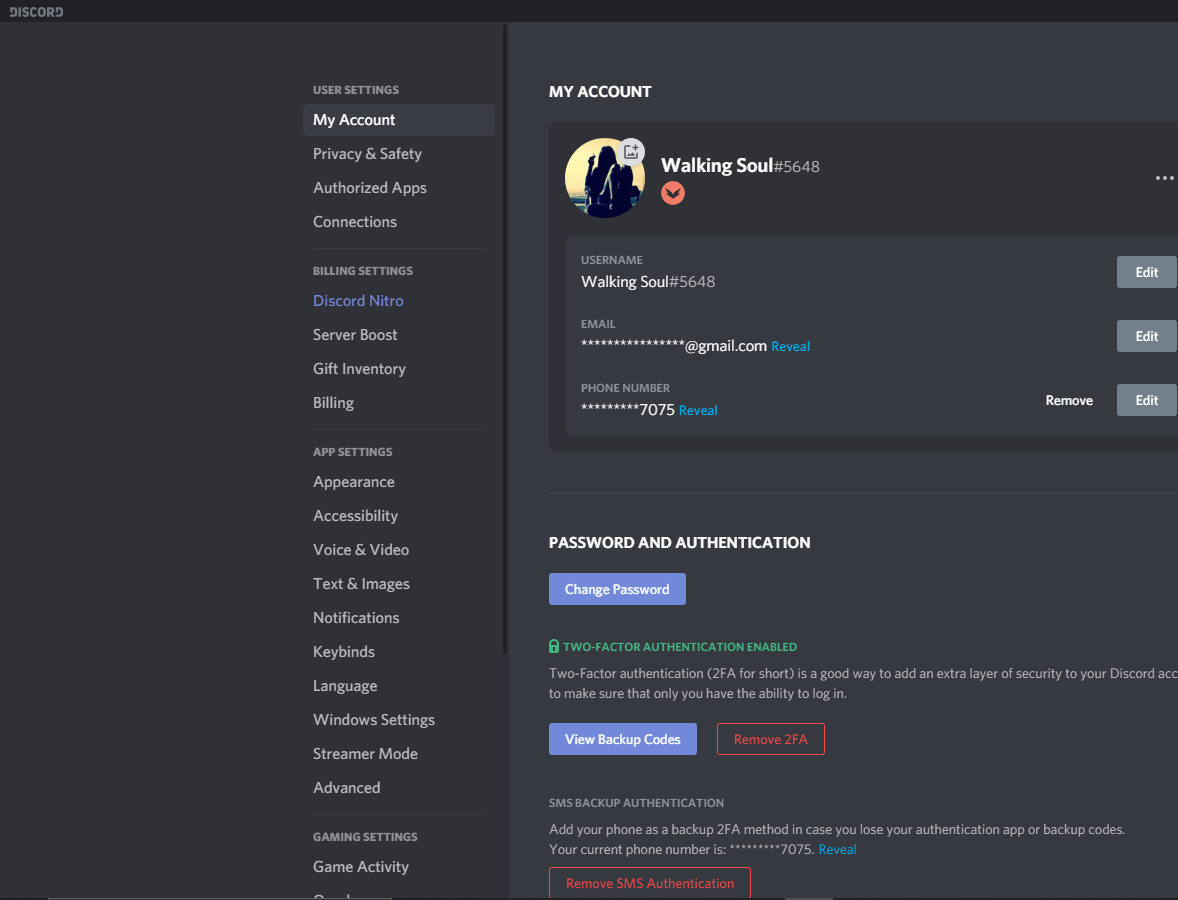 DISCORD
USER SETTINGS
My Account
Privacy & Safety
Authorized Apps
Connections
BILLING SETTINGS
Discord Nitro
Server Boost
Gift Inventory
Billing
APP SETTINGS
Appearance
Accessibility
Voice & Video
Text & Images
Notifications
Keybinds
Language
Windows Settings
Streamer Mode
Advanced
GAMING SETTINGS
Game Activity
MY ACCOUNT
Walking Soul#5648
USERNAME
Walking Soul#5648
Edit
EMAIL
****************@gmail.com Reveal
Edit
PHONE NUMBER
*********7075 Reveal
Remove
Edit
PASSWORD AND AUTHENTICATION
Change Password
TWO-FACTOR AUTHENTICATION ENABLED
Two-Factor authentication (2FA for short) is a good way to add an extra layer of security to your Discord acc
to make sure that only you have the ability to log in.
View Backup Codes
Remove 2FA
SMS BACKUP AUTHENTICATION
Add your phone as a backup 2FA method in case you lose your authentication app or backup codes.
Your current phone number is: *********7075. Reveal
Remove SMS Authentication